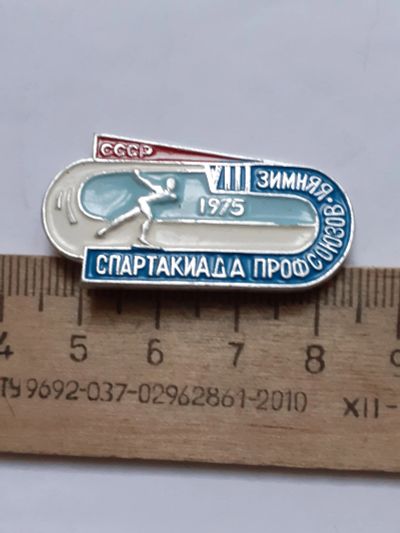 СССР
VIII ЗИМНЯЯ
1975
СПАРТАКИАДА ПРОФСОЮЗОВ
4 5 6 7 8 9
ТУ 9692-037-02962861-2010 XII-